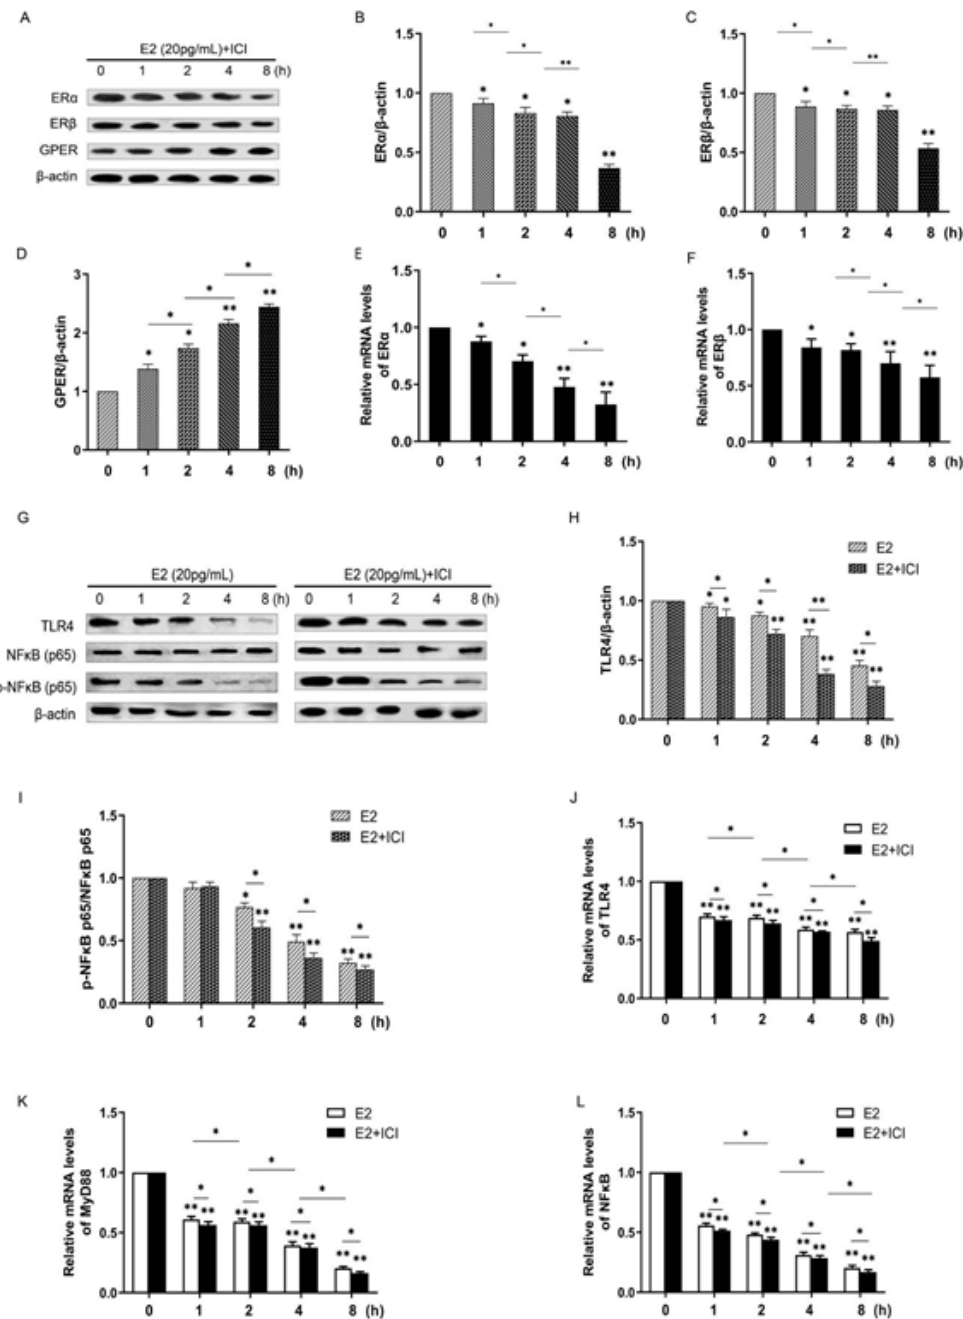 A
E2 (20pg/mL)+ICI
0 1 2 4 8 (h)
ERα
ERβ
GPER
β-actin
B
ERα/β-actin
1.5
1.0
0.5
0.0
* * **
* * * **
0 1 2 4 8 (h)
C
ERβ/β-actin
1.5
1.0
0.5
0.0
* * **
* * * **
0 1 2 4 8 (h)
D
GPER/β-actin
3
2
1
0
* * *
* * ** **
0 1 2 4 8 (h)
E
Relative mRNA levels
of ERα
1.5
1.0
0.5
0.0
* * *
* * ** **
0 1 2 4 8 (h)
F
Relative mRNA levels
of ERβ
1.5
1.0
0.5
0.0
* * *
* * ** **
0 1 2 4 8 (h)
G
E2 (20pg/mL) E2 (20pg/mL)+ICI
0 1 2 4 8 (h) 0 1 2 4 8 (h)
TLR4
NFκB (p65)
p-NFκB (p65)
β-actin
H
E2
E2+ICI
TLR4/β-actin
1.5
1.0
0.5
0.0
* * ** *
* * * ** ** ** ** **
0 1 2 4 8 (h)
I
E2
E2+ICI
p-NFκB p65/NFκB p65
1.5
1.0
0.5
0.0
* * *
* ** ** ** ** **
0 1 2 4 8 (h)
J
E2
E2+ICI
Relative mRNA levels
of TLR4
1.5
1.0
0.5
0.0
* * *
* * * *
** ** ** ** ** ** ** **
0 1 2 4 8 (h)
K
E2
E2+ICI
Relative mRNA levels
of MyD88
1.5
1.0
0.5
0.0
* * *
* * * *
** ** ** ** ** ** ** **
0 1 2 4 8 (h)
L
E2
E2+ICI
Relative mRNA levels
of NFκB
1.5
1.0
0.5
0.0
* * *
* * * *
** ** ** ** ** ** ** **
0 1 2 4 8 (h)